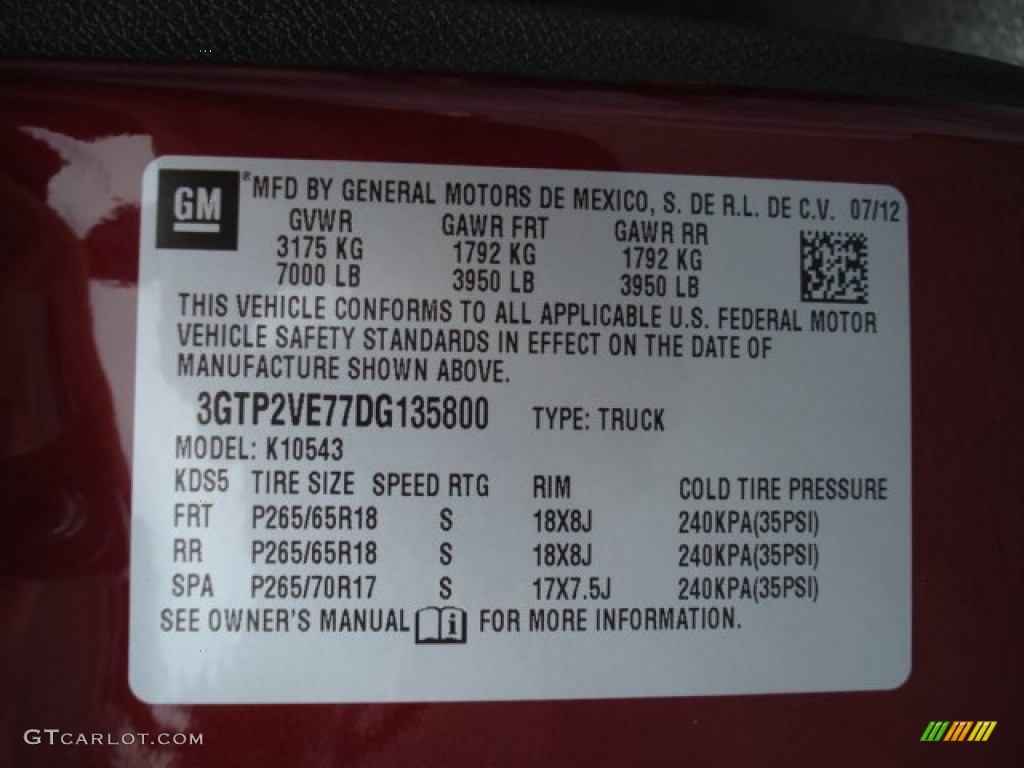 GM ® MFD BY GENERAL MOTORS DE MEXICO, S. DE R.L. DE C.V. 07/12
GVWR GAWR FRT GAWR RR
3175 KG 1792 KG 1792 KG
7000 LB 3950 LB 3950 LB
THIS VEHICLE CONFORMS TO ALL APPLICABLE U.S. FEDERAL MOTOR
VEHICLE SAFETY STANDARDS IN EFFECT ON THE DATE OF
MANUFACTURE SHOWN ABOVE.
3GTP2VE77DG135800 TYPE: TRUCK
MODEL: K10543
KDS5 TIRE SIZE SPEED RTG RIM COLD TIRE PRESSURE
FRT P265/65R18 S 18X8J 240KPA(35PSI)
RR P265/65R18 S 18X8J 240KPA(35PSI)
SPA P265/70R17 S 17X7.5J 240KPA(35PSI)
SEE OWNER'S MANUAL i FOR MORE INFORMATION.
GTCARLOT.COM